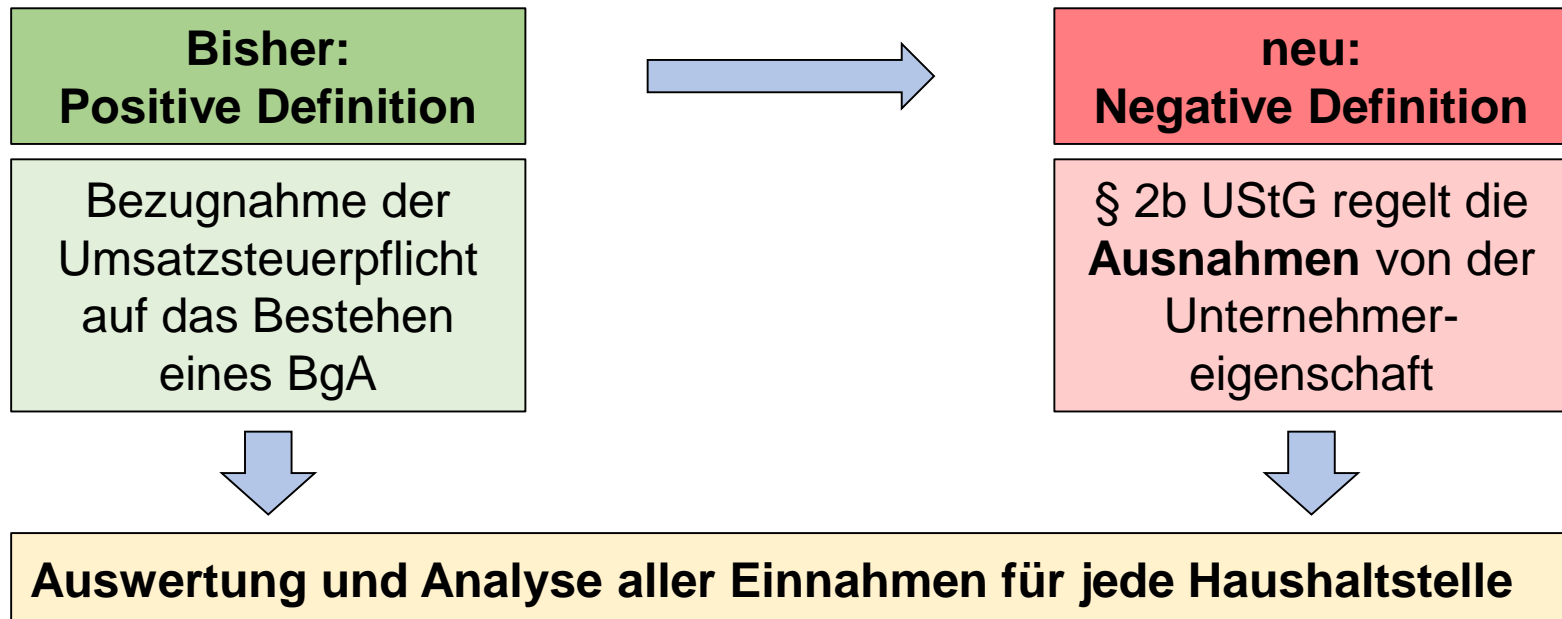 Bisher:
Positive Definition
Bezugnahme der
Umsatzsteuerpflicht
auf das Bestehen
eines BgA
neu:
Negative Definition
§ 2b UStG regelt die
Ausnahmen von der
Unternehmer-
eigenschaft
Auswertung und Analyse aller Einnahmen für jede Haushaltstelle